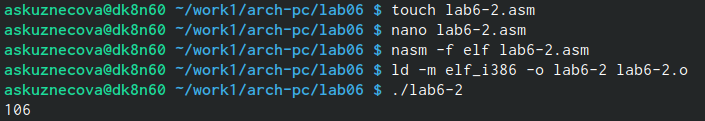 askuznecova@dk8n60 ~/work1/arch-pc/lab06 $ touch lab6-2.asm
askuznecova@dk8n60 ~/work1/arch-pc/lab06 $ nano lab6-2.asm
askuznecova@dk8n60 ~/work1/arch-pc/lab06 $ nasm -f elf lab6-2.asm
askuznecova@dk8n60 ~/work1/arch-pc/lab06 $ ld -m elf_i386 -o lab6-2 lab6-2.o
askuznecova@dk8n60 ~/work1/arch-pc/lab06 $ ./lab6-2
106